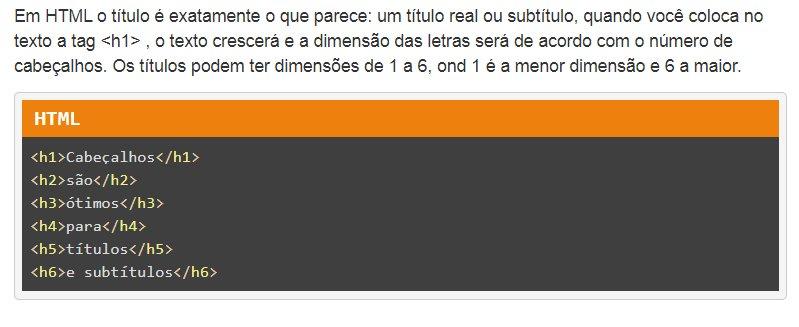 Em HTML o título é exatamente o que parece: um título real ou subtítulo, quando você coloca no
texto a tag <h1> , o texto crescerá e a dimensão das letras será de acordo com o número de
cabeçalhos. Os títulos podem ter dimensões de 1 a 6, ond 1 é a menor dimensão e 6 a maior.
HTML
<h1>Cabeçalhos</h1>
<h2>são</h2>
<h3>ótimos</h3>
<h4>para</h4>
<h5>títulos</h5>
<h6>e subtítulos</h6>